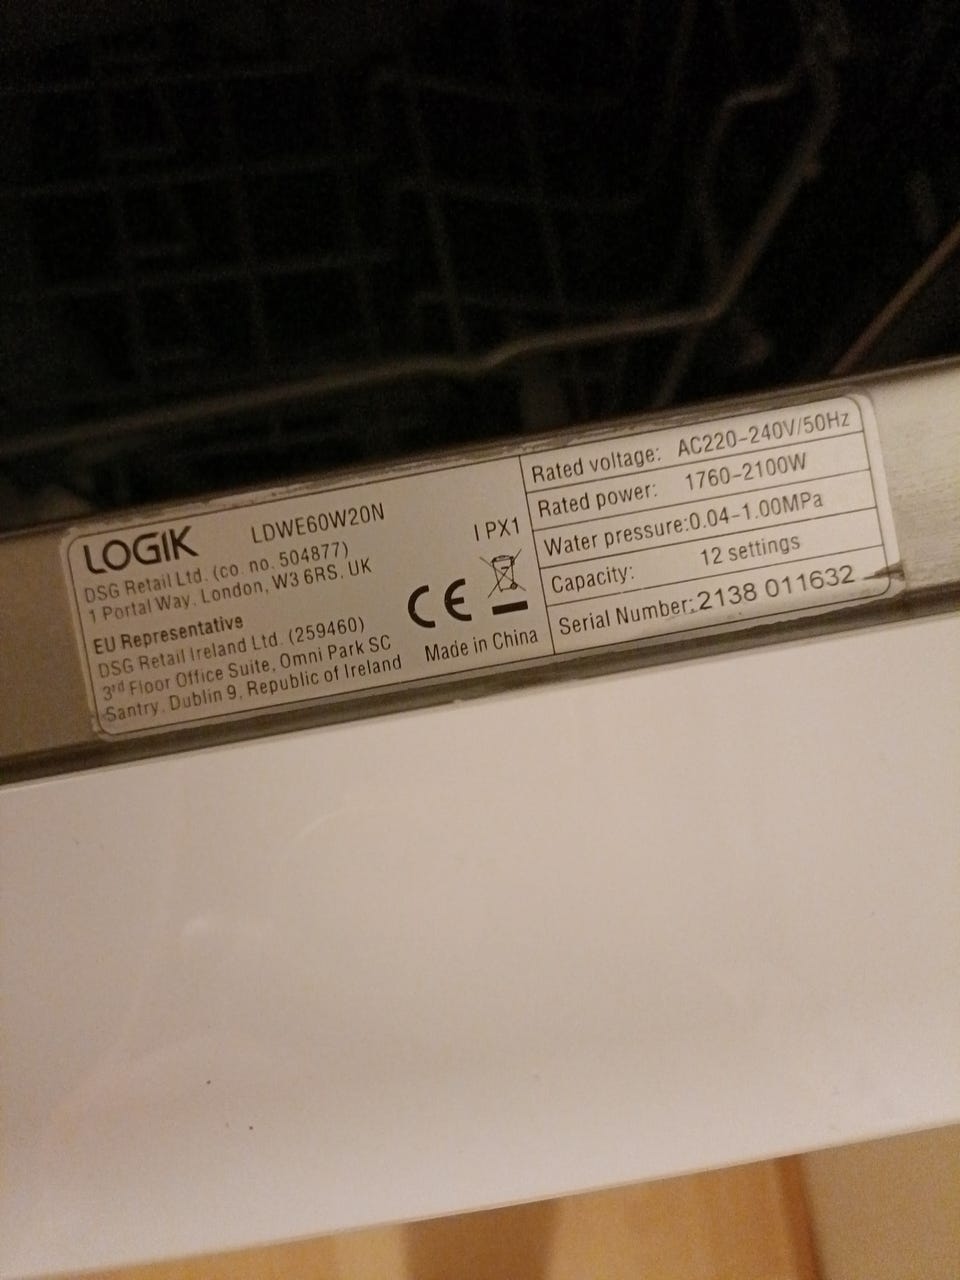 LOGIK LDWE60W20N
DSG Retail Ltd. (co. no. 504877)
1 Portal Way, London, W3 6RS, UK
EU Representative
DSG Retail Ireland Ltd. (259460)
3rd Floor Office Suite, Omni Park SC
Santry, Dublin 9, Republic of Ireland
IPX1
CE
Made in China
Rated voltage: AC220-240V/50Hz
Rated power: 1760-2100W
Water pressure:0.04-1.00MPa
Capacity: 12 settings
Serial Number:2138 011632